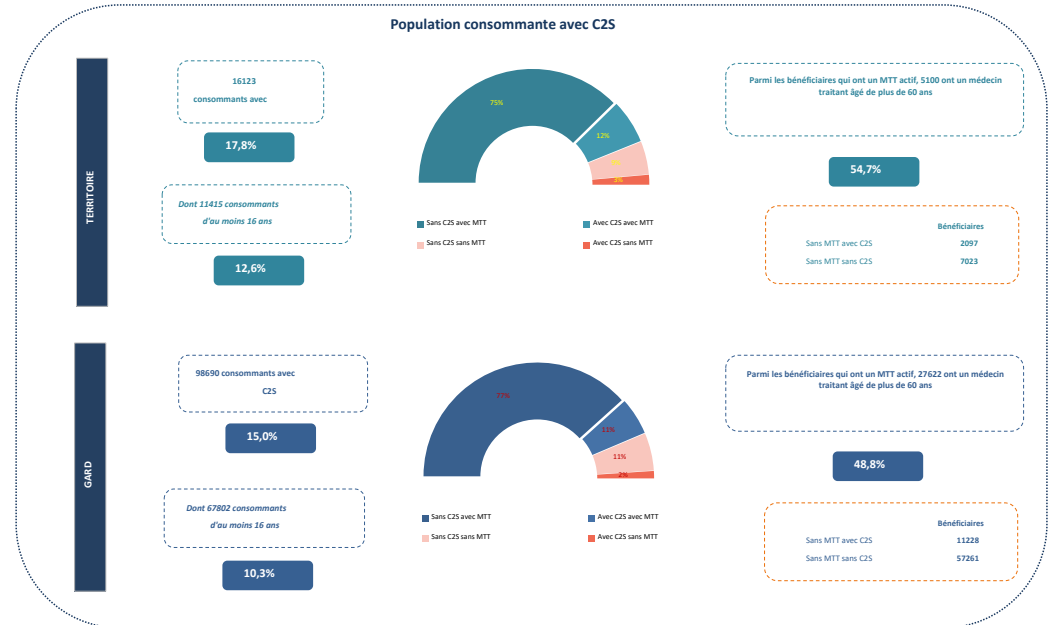 Population consommante avec C2S
TERRITOIRE
16123
consommants avec
17,8%
Dont 11415 consommants
d'au moins 16 ans
12,6%
75%
12%
3%
Sans C2S avec MTT
Avec C2S avec MTT
Sans C2S sans MTT
Avec C2S sans MTT
Parmi les bénéficiaires qui ont un MTT actif, 5100 ont un médecin
traitant âgé de plus de 60 ans
54,7%
Bénéficiaires
Sans MTT avec C2S 2097
Sans MTT sans C2S 7023
GARD
98690 consommants avec
C2S
15,0%
Dont 67802 consommants
d'au moins 16 ans
10,3%
77%
11%
11%
2%
Sans C2S avec MTT
Avec C2S avec MTT
Sans C2S sans MTT
Avec C2S sans MTT
Parmi les bénéficiaires qui ont un MTT actif, 27622 ont un médecin
traitant âgé de plus de 60 ans
48,8%
Bénéficiaires
Sans MTT avec C2S 11228
Sans MTT sans C2S 57261